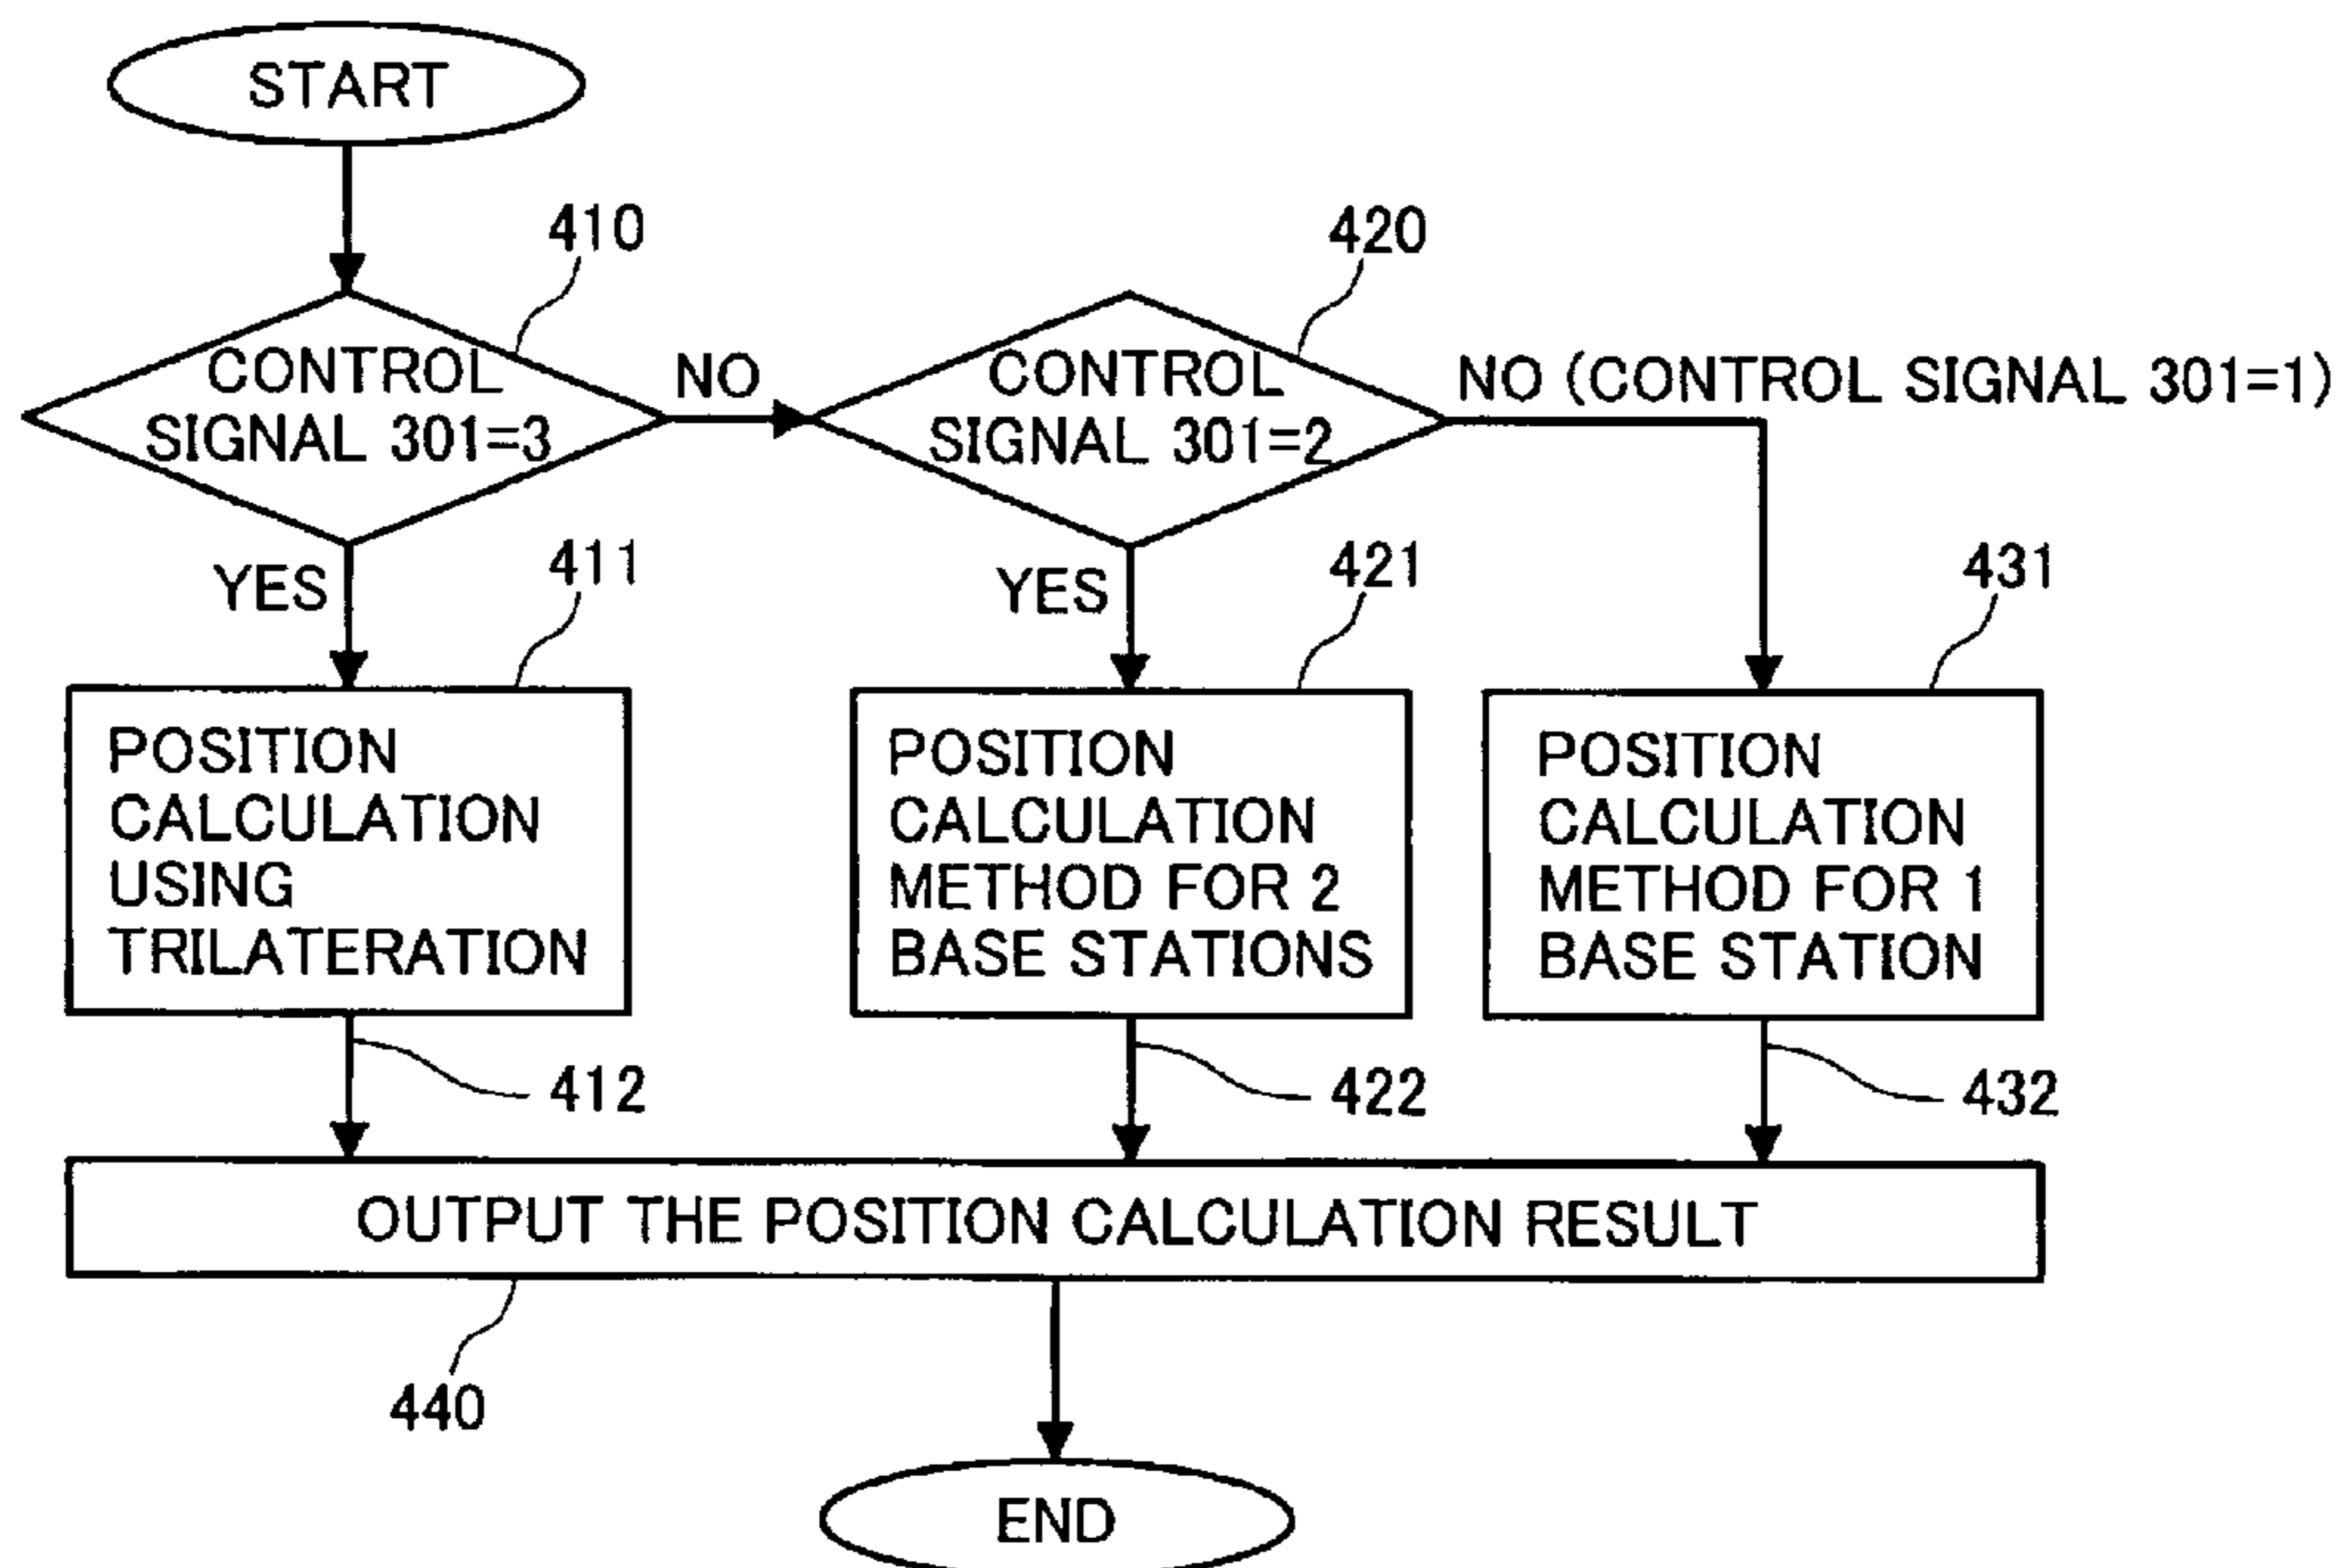 START
410
420
CONTROL
SIGNAL 301=3
NO
CONTROL
SIGNAL 301=2
NO (CONTROL SIGNAL 301=1)
YES
411
YES
421
431
POSITION
CALCULATION
USING
TRILATERATION
POSITION
CALCULATION
METHOD FOR 2
BASE STATIONS
POSITION
CALCULATION
METHOD FOR 1
BASE STATION
412
422
432
OUTPUT THE POSITION CALCULATION RESULT
440
END